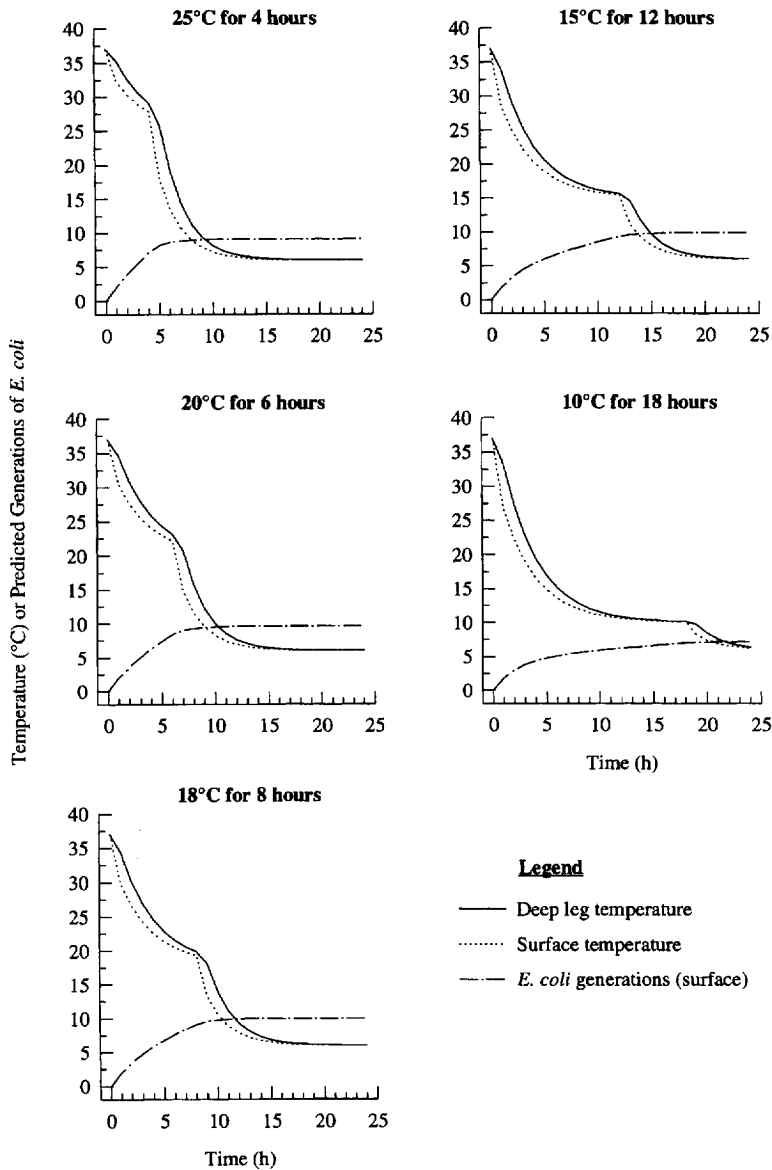 25°C for 4 hours
40
35
30
25
20
15
10
5
0
0 5 10 15 20 25
15°C for 12 hours
40
35
30
25
20
15
10
5
0
0 5 10 15 20 25
Temperature (°C) or Predicted Generations of E. coli
20°C for 6 hours
40
35
30
25
20
15
10
5
0
0 5 10 15 20 25
10°C for 18 hours
40
35
30
25
20
15
10
5
0
0 5 10 15 20 25
Time (h)
18°C for 8 hours
40
35
30
25
20
15
10
5
0
0 5 10 15 20 25
Time (h)
Legend
Deep leg temperature
Surface temperature
E. coli generations (surface)